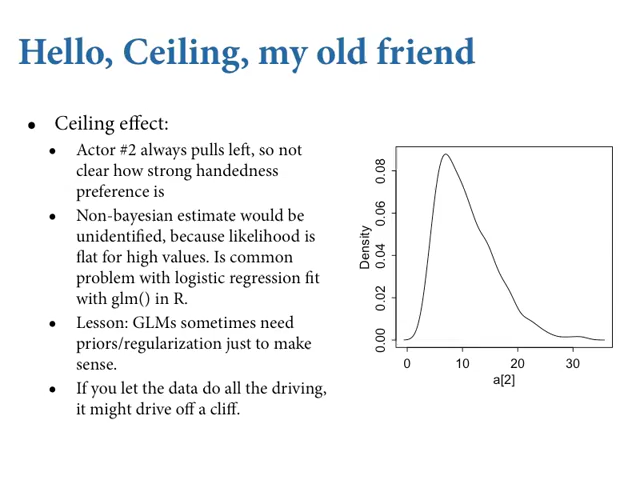 Hello, Ceiling, my old friend
• Ceiling effect:
• Actor #2 always pulls left, so not
clear how strong handedness
preference is
• Non-bayesian estimate would be
unidentified, because likelihood is
flat for high values. Is common
problem with logistic regression fit
with glm() in R.
• Lesson: GLMs sometimes need
priors/regularization just to make
sense.
• If you let the data do all the driving,
it might drive off a cliff.
Density
0.00 0.02 0.04 0.06 0.08
0 10 20 30
a[2]